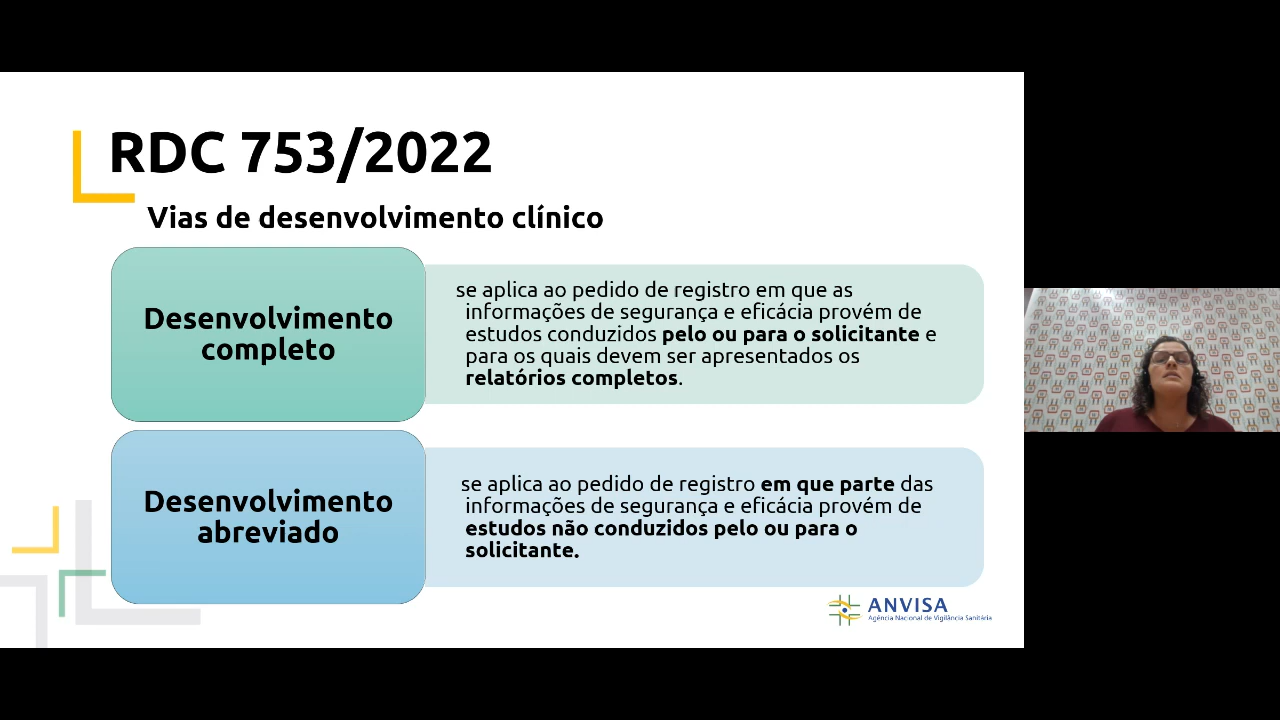 RDC 753/2022
Vias de desenvolvimento clínico
Desenvolvimento
completo
se aplica ao pedido de registro em que as
informações de segurança e eficácia provém de
estudos conduzidos pelo ou para o solicitante e
para os quais devem ser apresentados os
relatórios completos.
Desenvolvimento
abreviado
se aplica ao pedido de registro em que parte das
informações de segurança e eficácia provém de
estudos não conduzidos pelo ou para o
solicitante.
ANVISA
Agência Nacional de Vigilância Sanitária